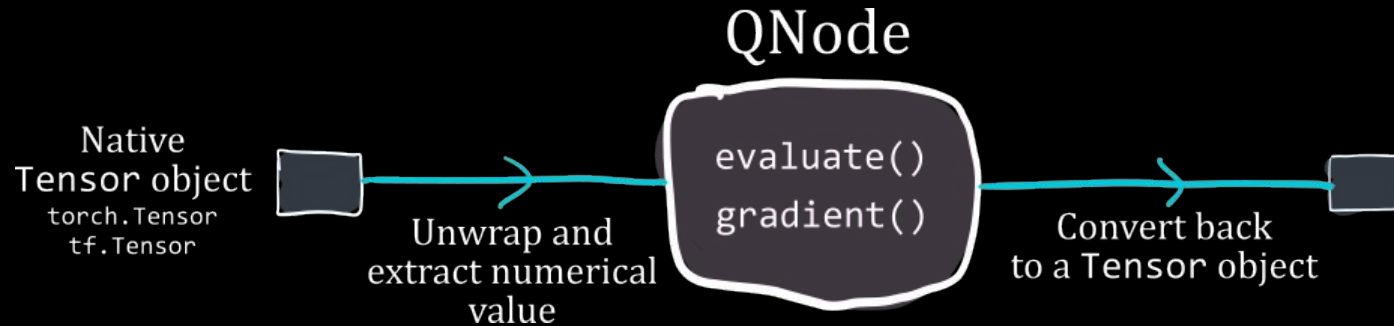 QNode
Native
Tensor object
torch.Tensor
tf.Tensor
Unwrap and
extract numerical
value
evaluate()
gradient()
Convert back
to a Tensor object